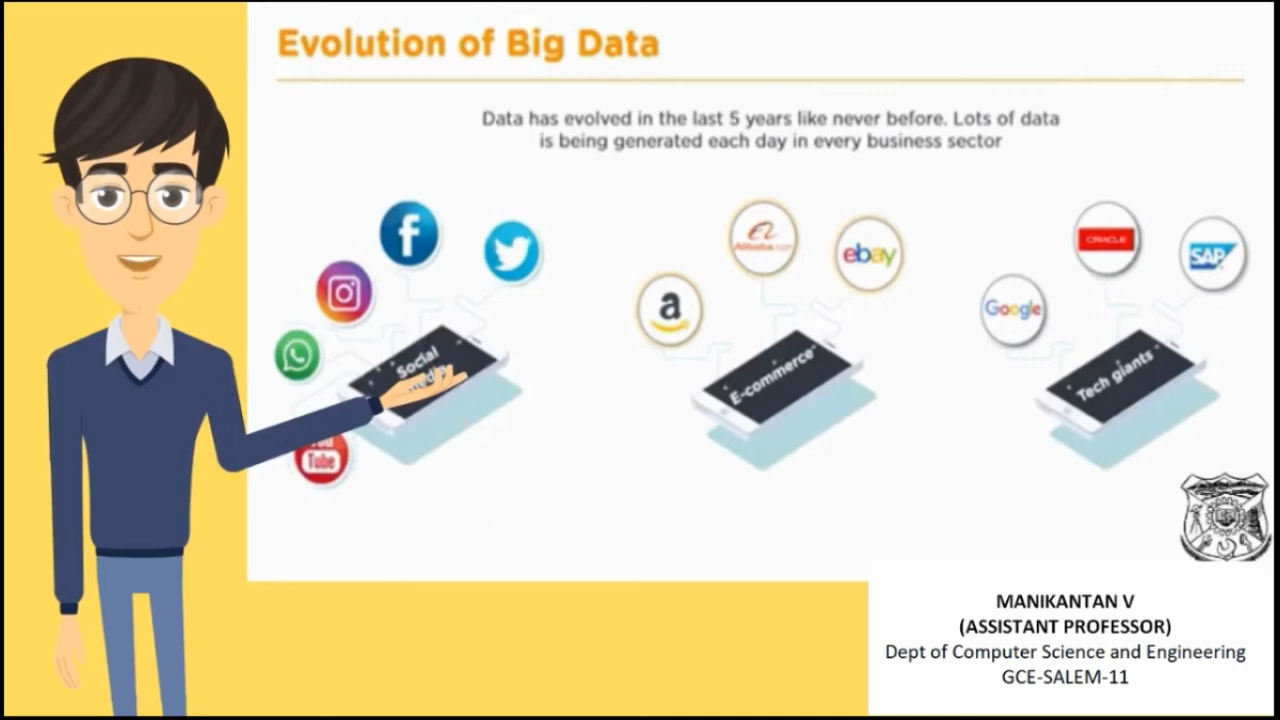 Evolution of Big Data
Data has evolved in the last 5 years like never before. Lots of data
is being generated each day in every business sector
f
a
Alibaba.com
ebay
Google
ORACLE
SAP
Social
E-commerce
Tech giants
Tube
MANIKANTAN V
(ASSISTANT PROFESSOR)
Dept of Computer Science and Engineering
GCE-SALEM-11